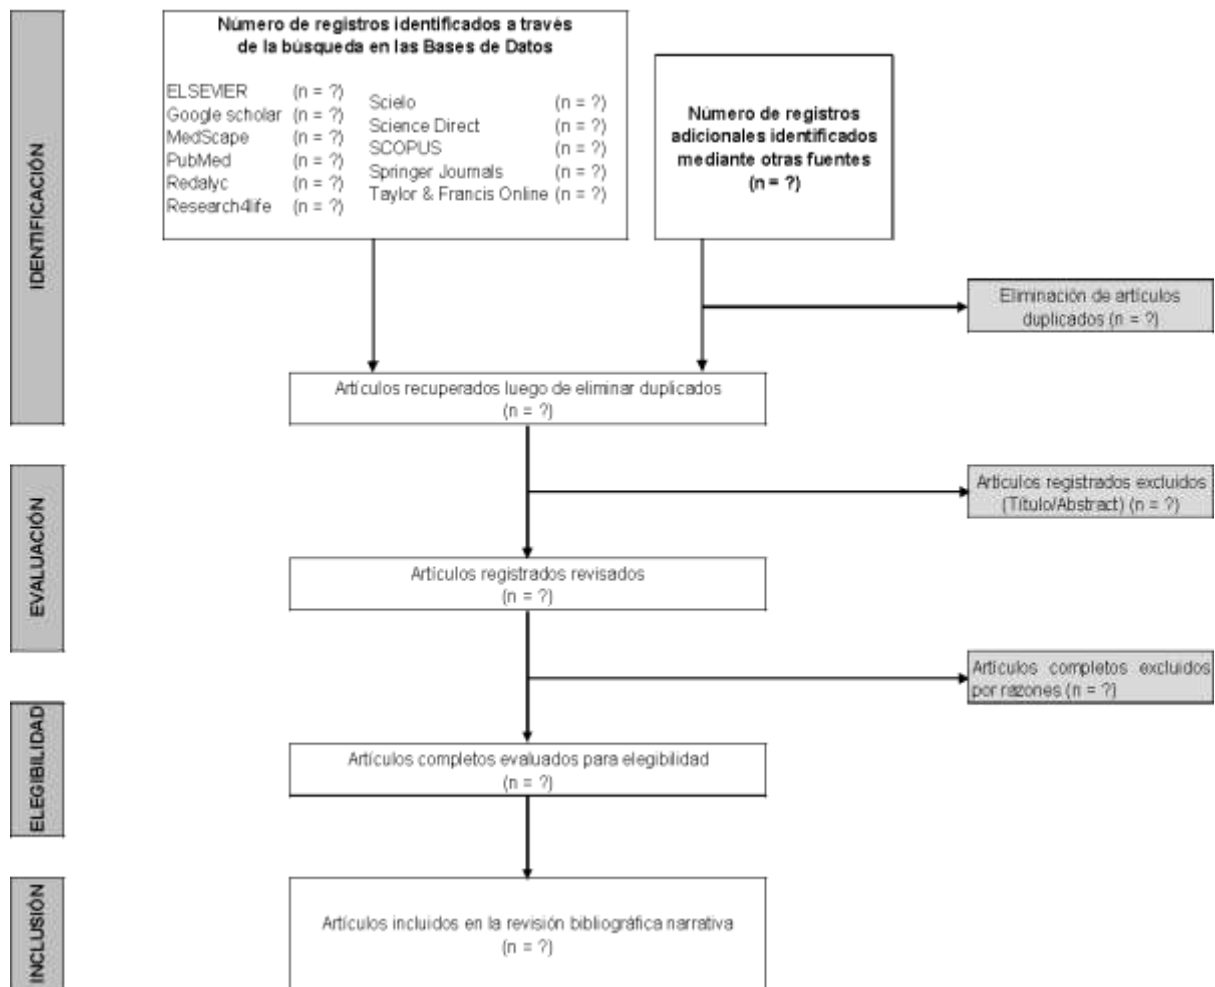 IDENTIFICACIÓN
Número de registros identificados a través
de la búsqueda en las Bases de Datos
ELSEVIER (n = ?)
Google scholar (n = ?)
MedScape (n = ?)
PubMed (n = ?)
Redalyc (n = ?)
Research4life (n = ?)
Scielo (n = ?)
Science Direct (n = ?)
SCOPUS (n = ?)
Springer Journals (n = ?)
Taylor & Francis Online (n = ?)
Número de registros
adicionales identificados
mediante otras fuentes
(n = ?)
Eliminación de artículos
duplicados (n = ?)
Artículos recuperados luego de eliminar duplicados
(n = ?)
EVALUACIÓN
Artículos registrados excluidos
(Título/Abstract) (n = ?)
Artículos registrados revisados
(n = ?)
Artículos completos excluidos
por razones (n = ?)
ELEGIBILIDAD
Artículos completos evaluados para elegibilidad
(n = ?)
INCLUSIÓN
Artículos incluidos en la revisión bibliográfica narrativa
(n = ?)